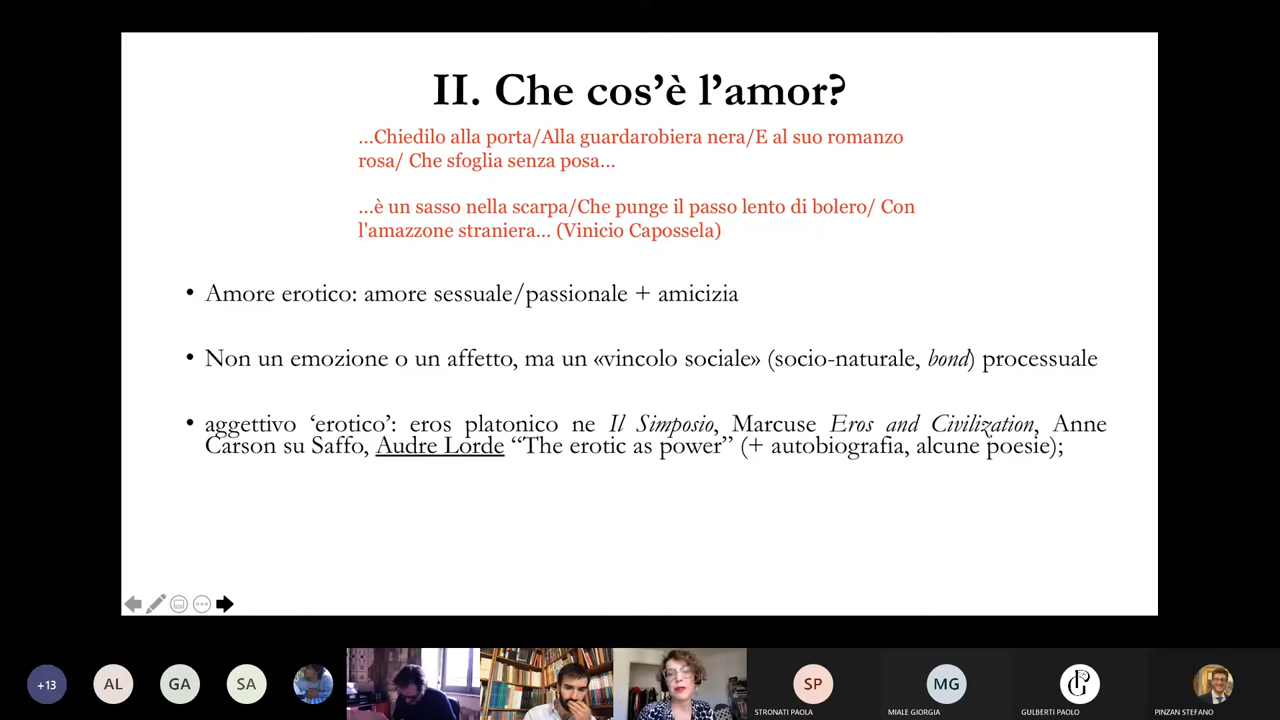 II. Che cos’è l’amor?
...Chiedilo alla porta/Alla guardarobiera nera/E al suo romanzo
rosa/ Che sfoglia senza posa...
...è un sasso nella scarpa/Che punge il passo lento di bolero/ Con
l'amazzone straniera... (Vinicio Capossela)
• Amore erotico: amore sessuale/passionale + amicizia
• Non un emozione o un affetto, ma un «vincolo sociale» (socio-naturale, bond) processuale
• aggettivo ‘erotico’: eros platonico ne Il Simposio, Marcuse Eros and Civilization, Anne
Carson su Saffo, Audre Lorde “The erotic as power” (+ autobiografia, alcune poesie);
+13
AL
GA
SA
SP
MG
STRONATI PAOLA
MIALE GIORGIA
GULBERTI PAOLO
PINZAN STEFANO